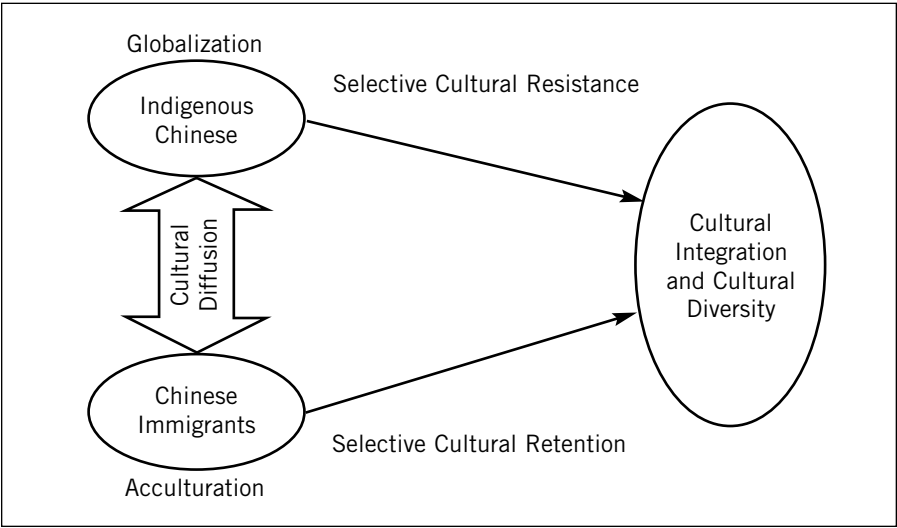 Globalization
Indigenous
Chinese
Selective Cultural Resistance
Cultural
Diffusion
Cultural
Integration
and Cultural
Diversity
Chinese
Immigrants
Selective Cultural Retention
Acculturation